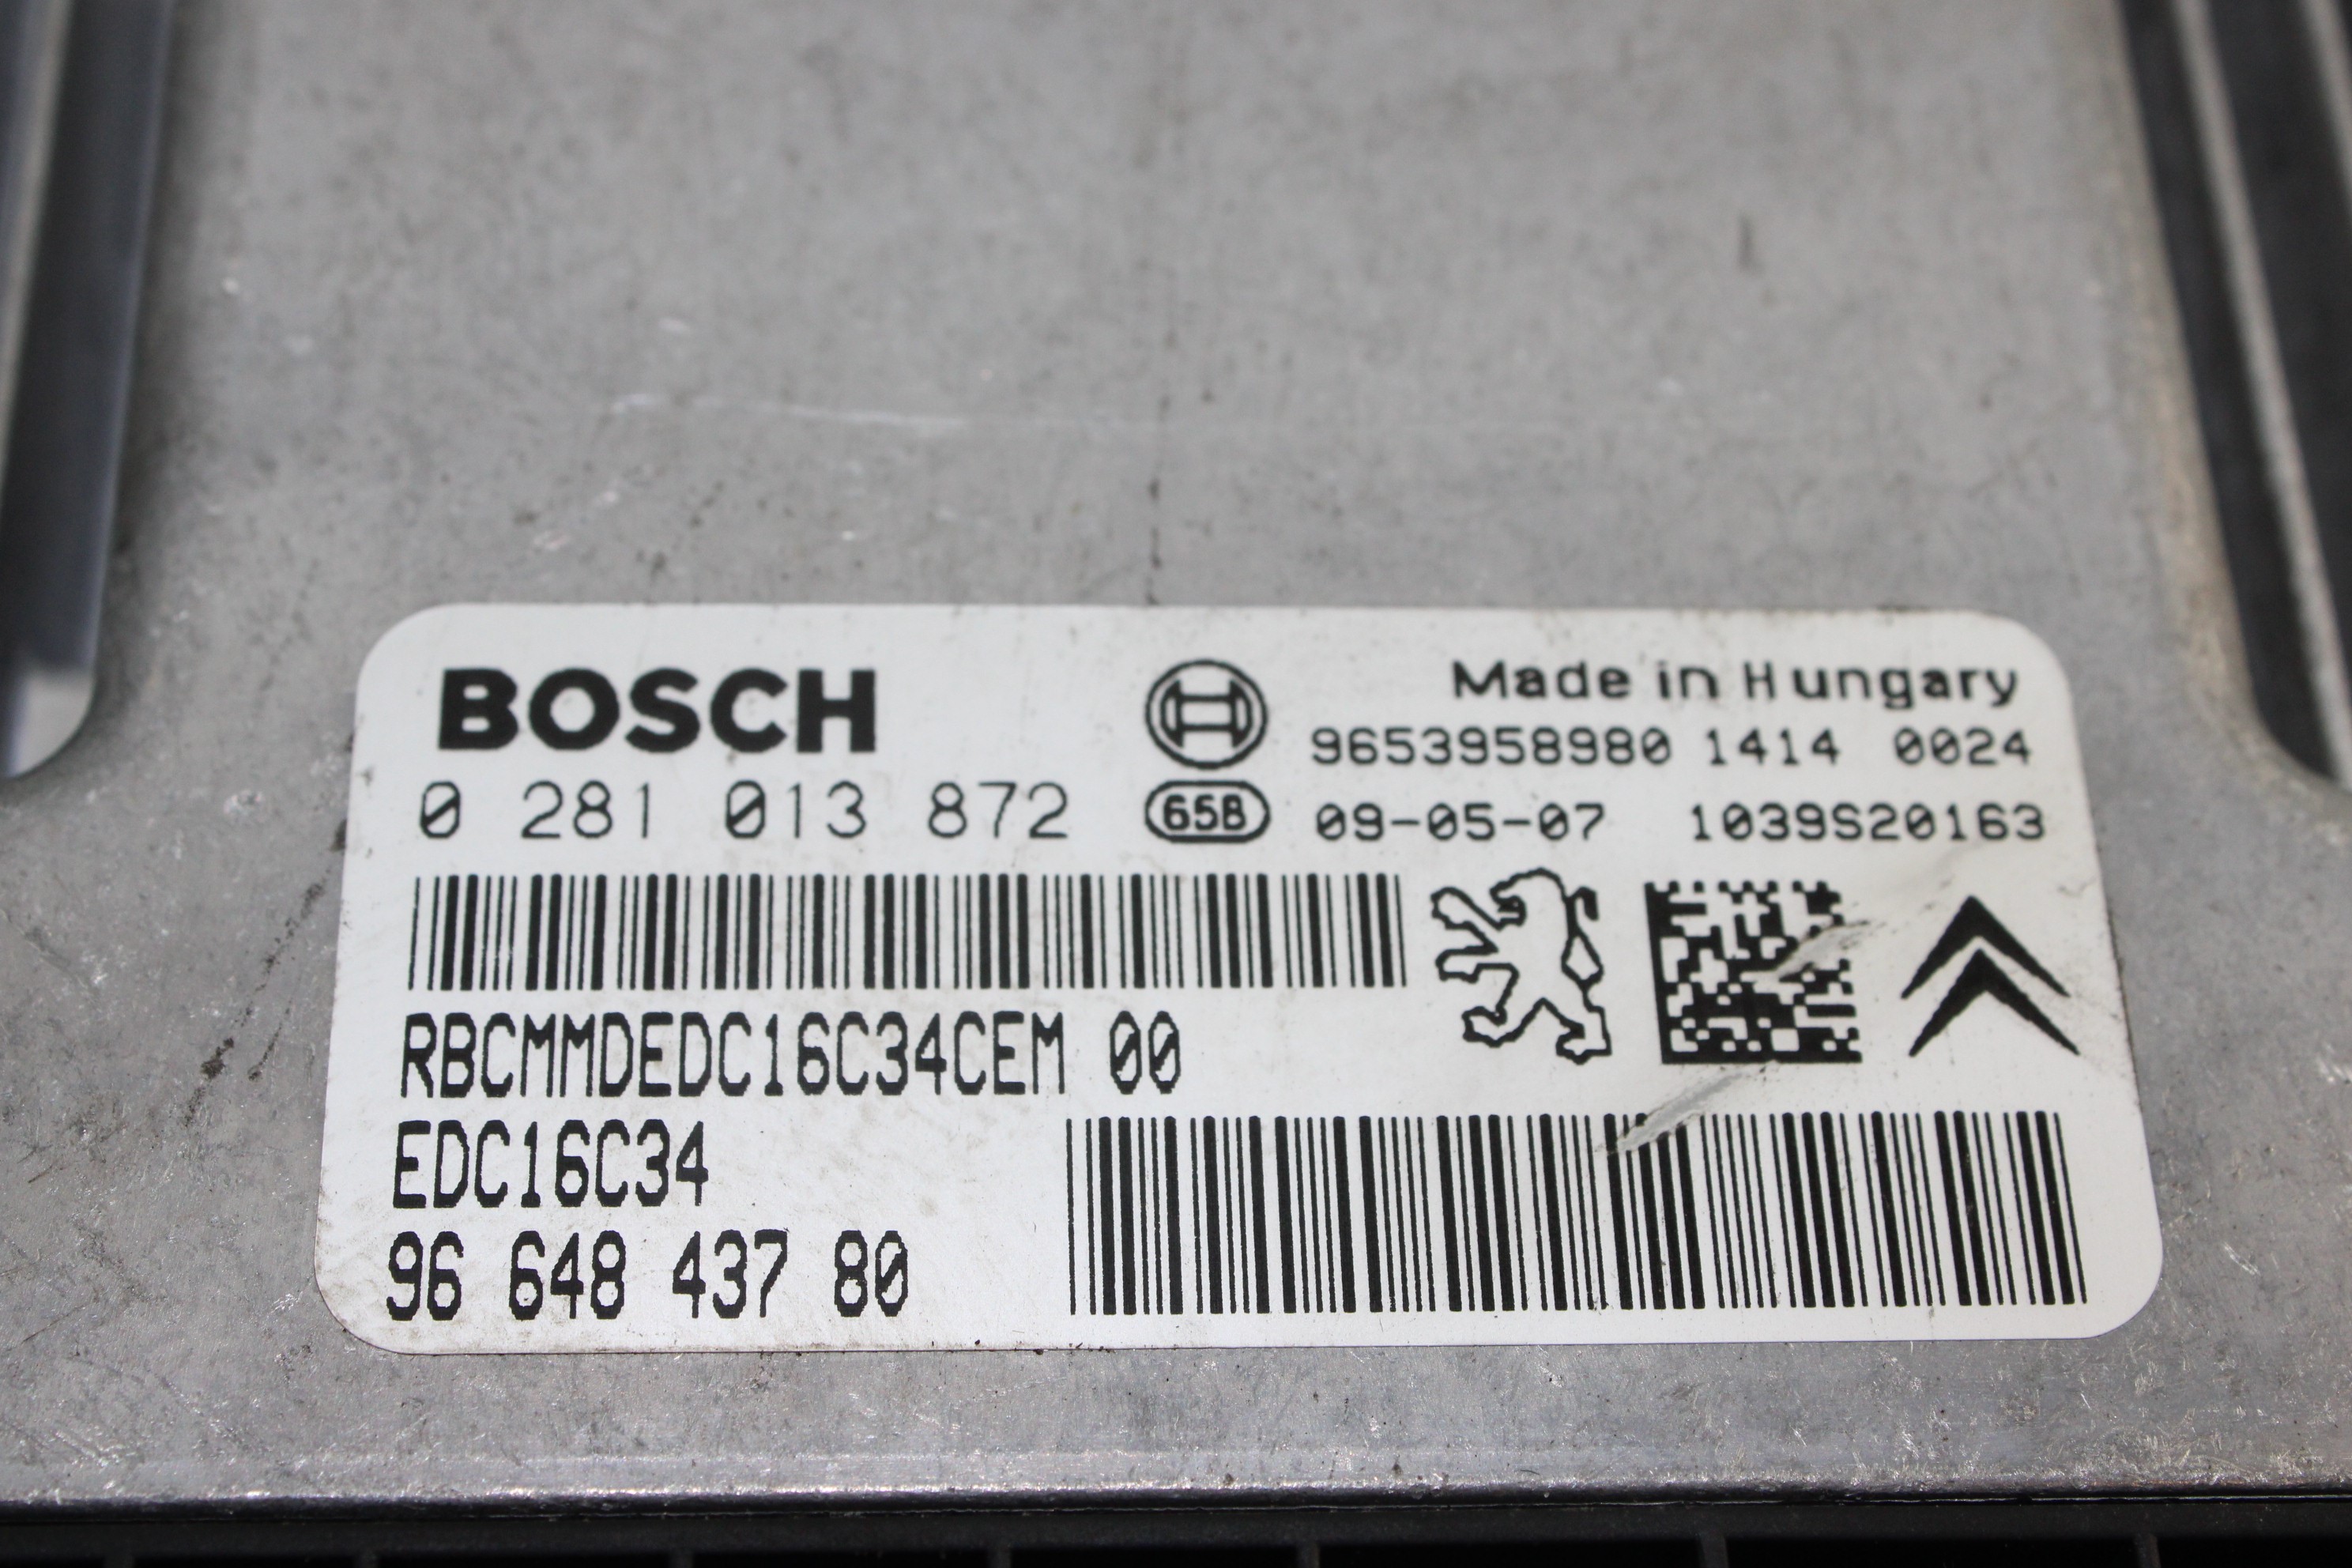 BOSCH
Made in Hungary
9653958980 1414 0024
0 281 013 872
65B
09-05-07 1039S20163
RBCMMDEDC16C34CEM 00
EDC16C34
96 648 437 80